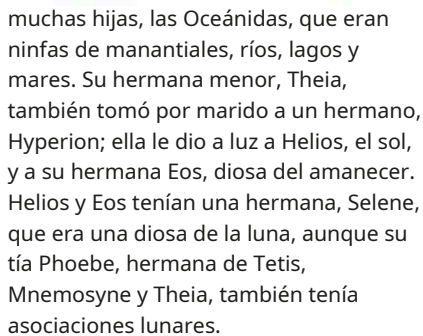 muchas hijas, las Oceánidas, que eran
ninfas de manantiales, ríos, lagos y
mares. Su hermana menor, Theia,
también tomó por marido a un hermano,
Hyperion; ella le dio a luz a Helios, el sol,
y a su hermana Eos, diosa del amanecer.
Helios y Eos tenían una hermana, Selene,
que era una diosa de la luna, aunque su
tía Phoebe, hermana de Tetis,
Mnemosyne y Theia, también tenía
asociaciones lunares.